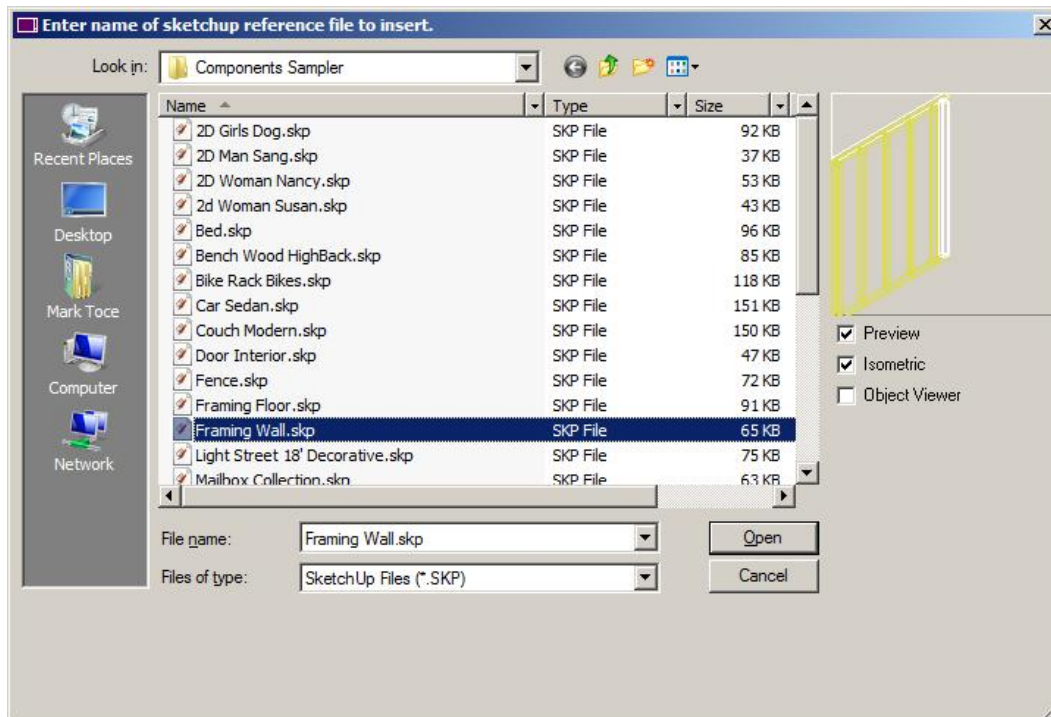 Enter name of sketchup reference file to insert.
Look in: Components Sampler
Name Type Size
2D Girls Dog.skp SKP File 92 KB
2D Man Sang.skp SKP File 37 KB
2D Woman Nancy.skp SKP File 53 KB
2d Woman Susan.skp SKP File 43 KB
Bed.skp SKP File 96 KB
Bench Wood HighBack.skp SKP File 85 KB
Bike Rack Bikes.skp SKP File 118 KB
Car Sedan.skp SKP File 151 KB
Couch Modern.skp SKP File 150 KB
Door Interior.skp SKP File 47 KB
Fence.skp SKP File 72 KB
Framing Floor.skp SKP File 91 KB
Framing Wall.skp SKP File 65 KB
Light Street 18' Decorative.skp SKP File 75 KB
Mailbox Collection.skp SKP File 63 KB
Recent Places
Desktop
Mark Toce
Computer
Network
Preview
Isometric
Object Viewer
File name: Framing Wall.skp Open
Files of type: SketchUp Files (*.SKP) Cancel